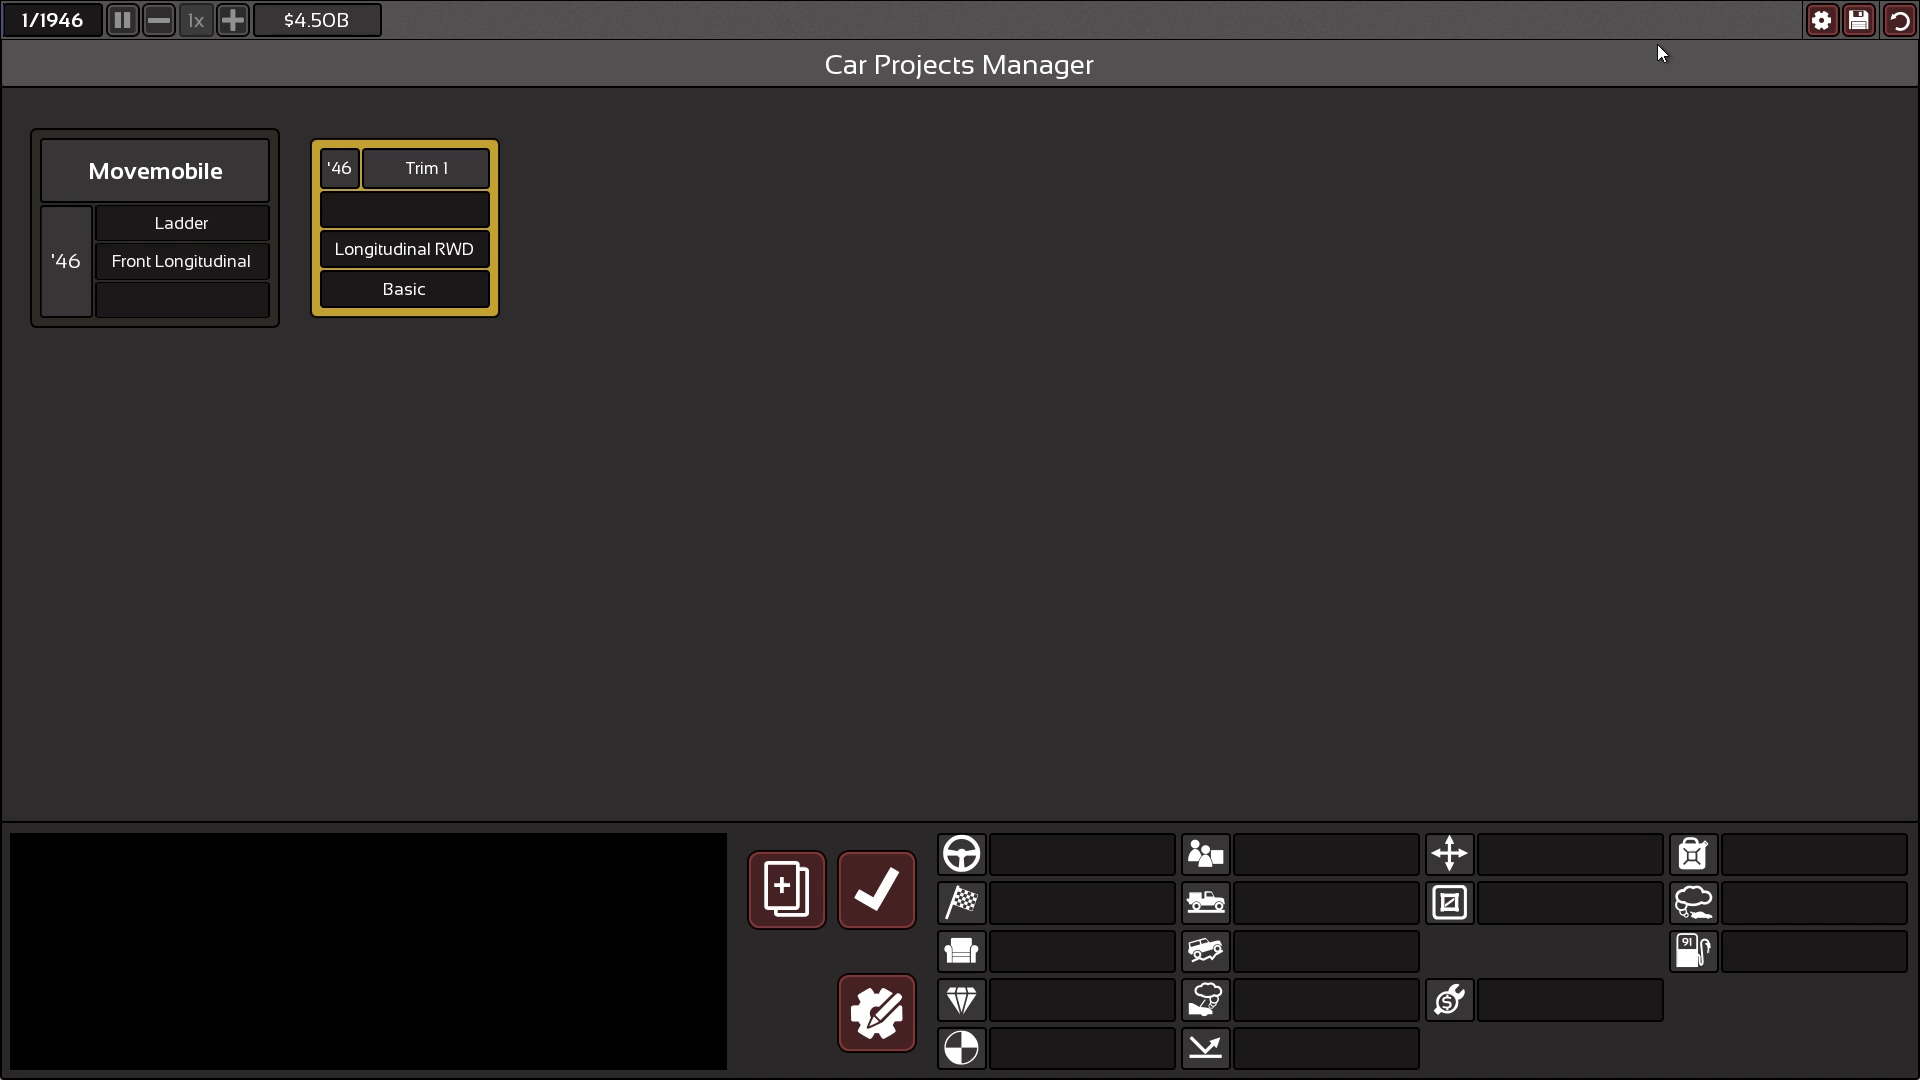 1/1946
1x
$4.50B
Car Projects Manager
Movemobile
'46
Ladder
Front Longitudinal
'46
Trim 1
Longitudinal RWD
Basic
91